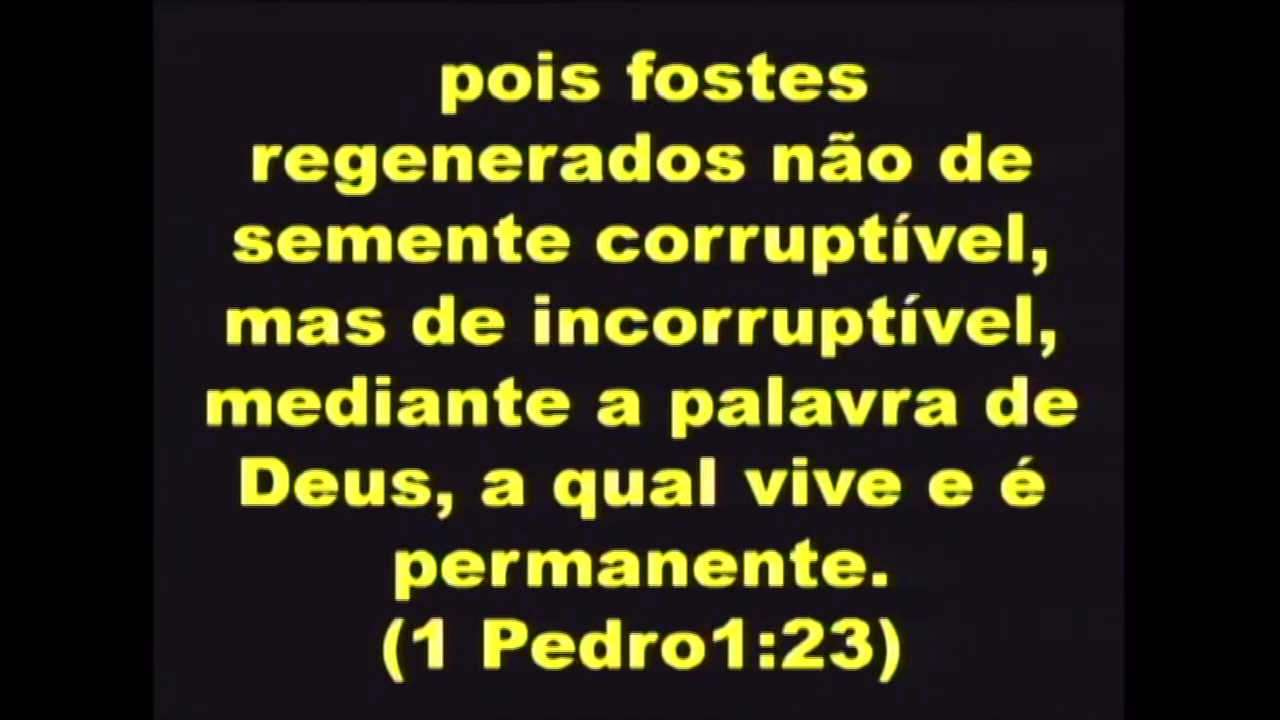 pois fostes
regenerados não de
semente corruptível,
mas de incorruptível,
mediante a palavra de
Deus, a qual vive e é
permanente.
(1 Pedro1:23)